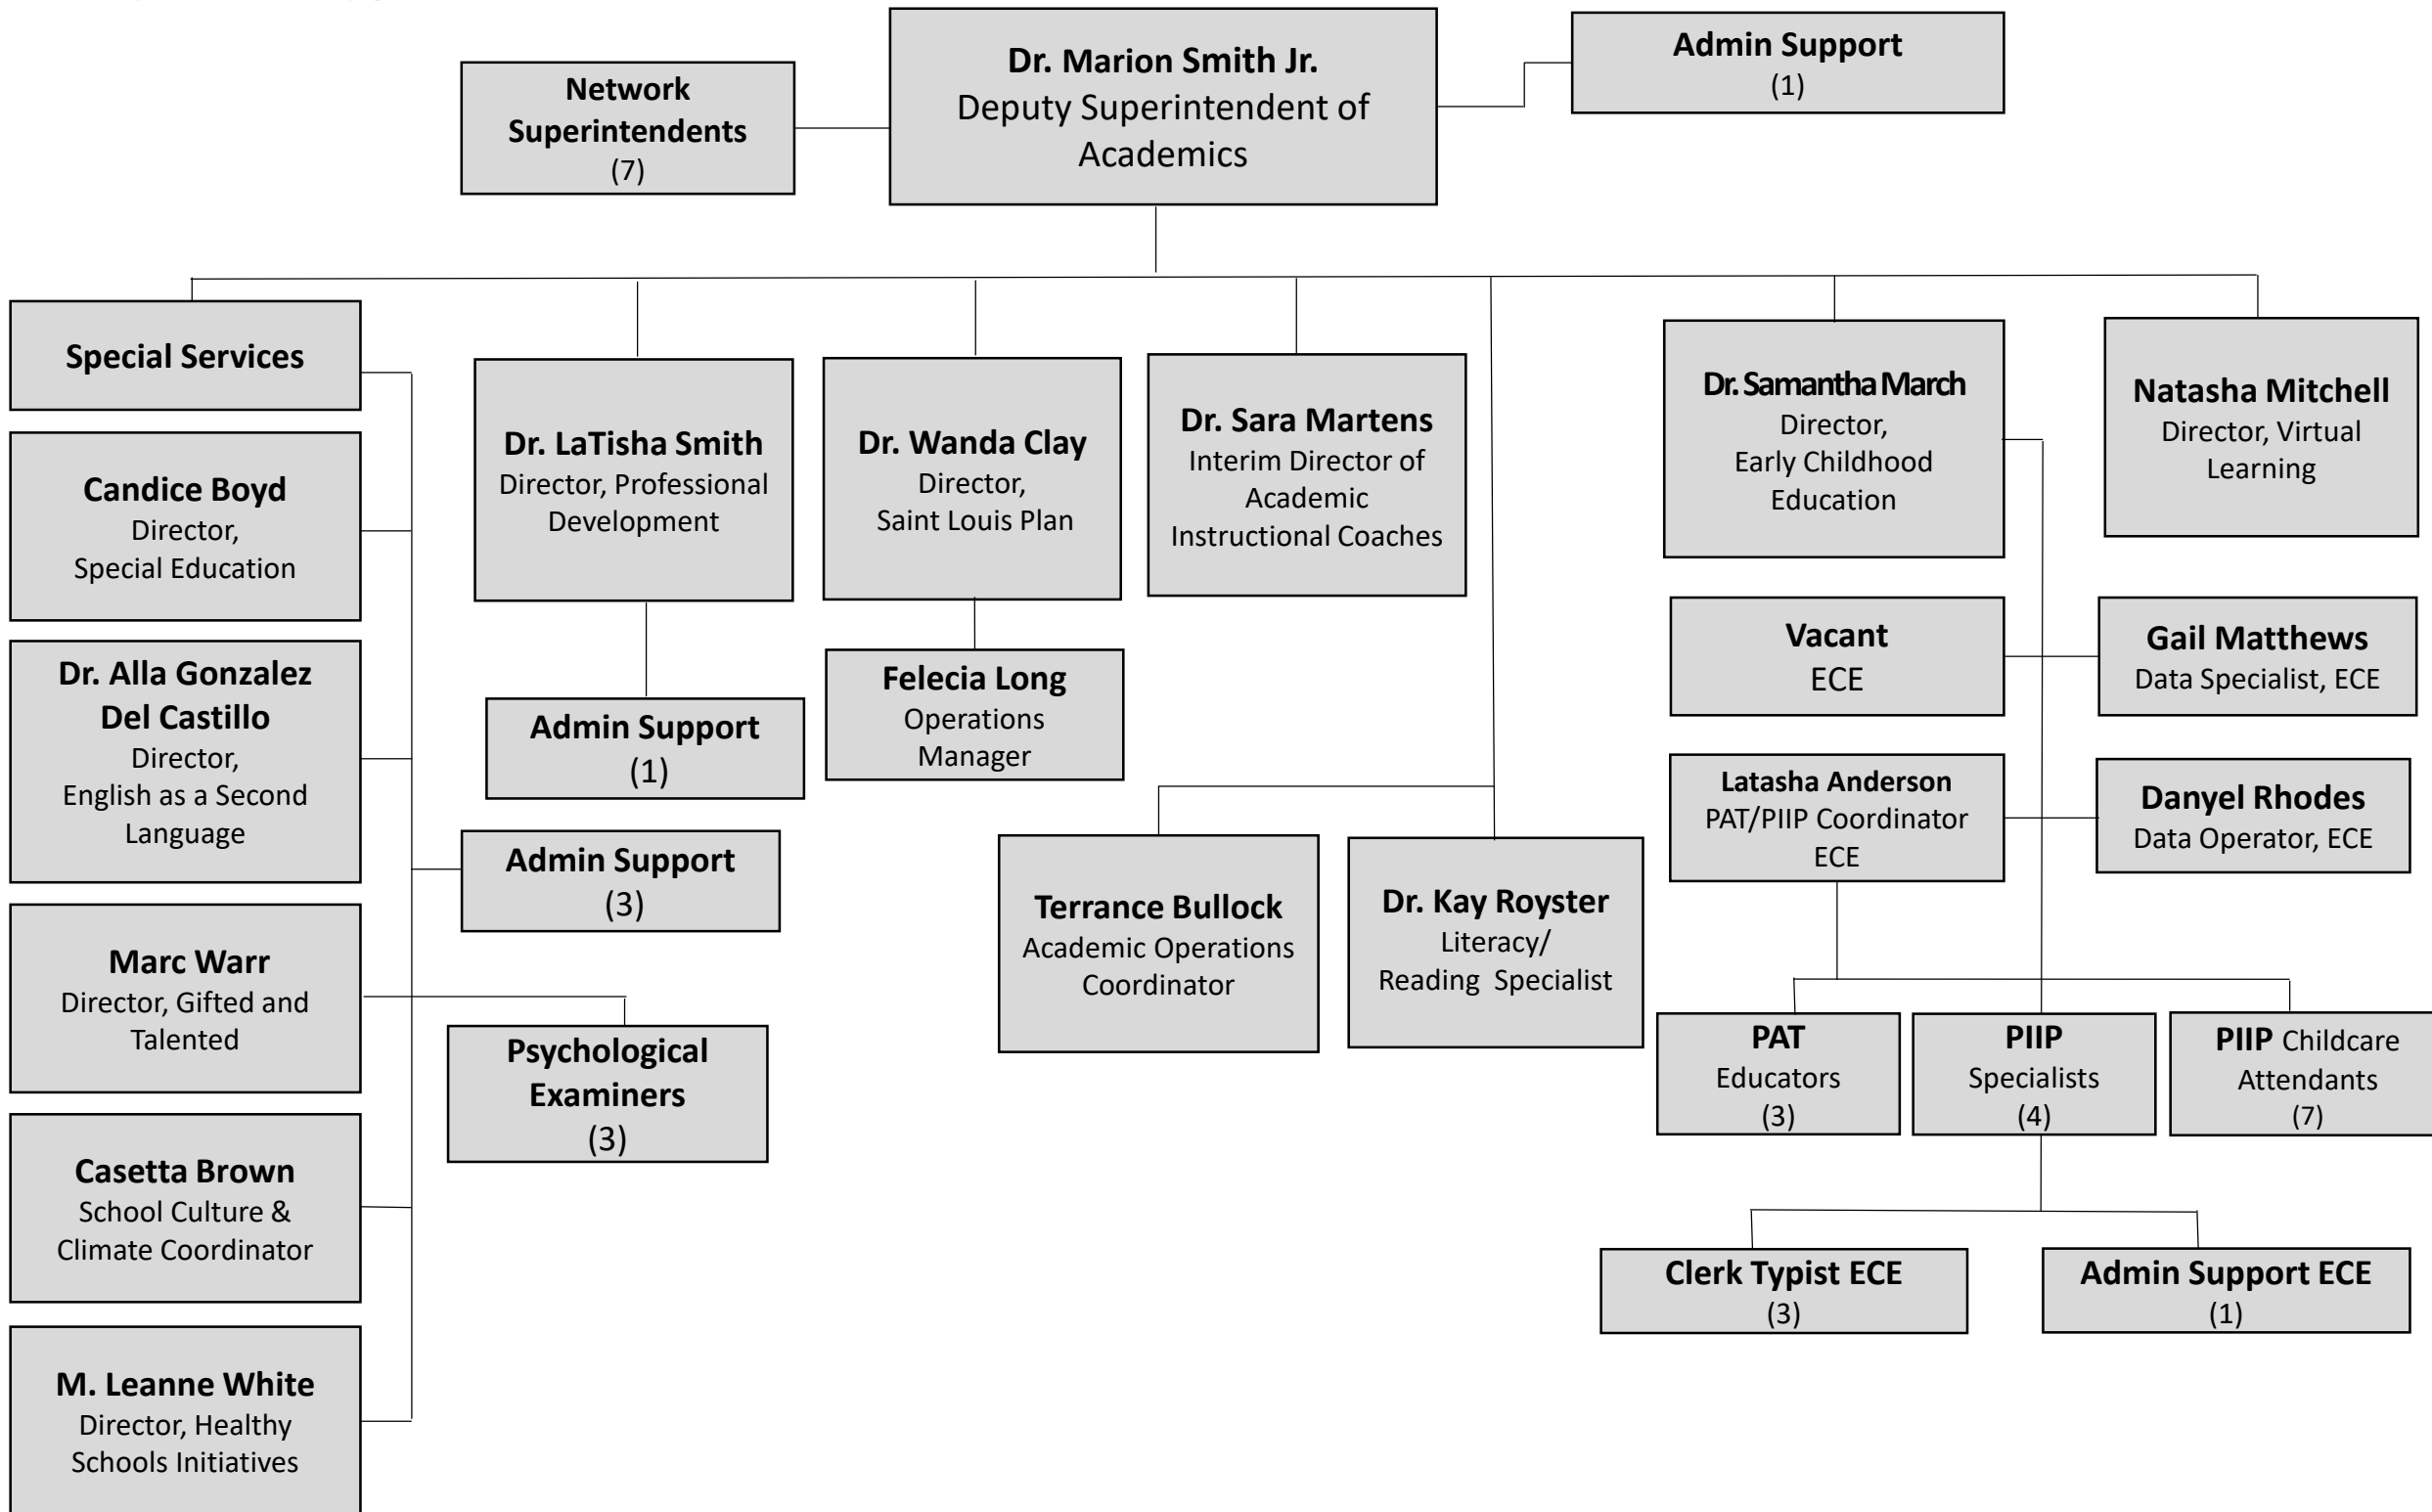 Network
Superintendents
(7)
Dr. Marion Smith Jr.
Deputy Superintendent of
Academics
Admin Support
(1)
Special Services
Candice Boyd
Director,
Special Education
Dr. Alla Gonzalez
Del Castillo
Director,
English as a Second
Language
Marc Warr
Director, Gifted and
Talented
Casetta Brown
School Culture &
Climate Coordinator
M. Leanne White
Director, Healthy
Schools Initiatives
Admin Support
(3)
Psychological
Examiners
(3)
Dr. LaTisha Smith
Director, Professional
Development
Admin Support
(1)
Dr. Wanda Clay
Director,
Saint Louis Plan
Felecia Long
Operations
Manager
Dr. Sara Martens
Interim Director of
Academic
Instructional Coaches
Terrance Bullock
Academic Operations
Coordinator
Dr. Kay Royster
Literacy/
Reading Specialist
Dr. Samantha March
Director,
Early Childhood
Education
Natasha Mitchell
Director, Virtual
Learning
Vacant
ECE
Gail Matthews
Data Specialist, ECE
Latasha Anderson
PAT/PIIP Coordinator
ECE
Danyel Rhodes
Data Operator, ECE
PAT
Educators
(3)
PIIP
Specialists
(4)
PIIP Childcare
Attendants
(7)
Clerk Typist ECE
(3)
Admin Support ECE
(1)